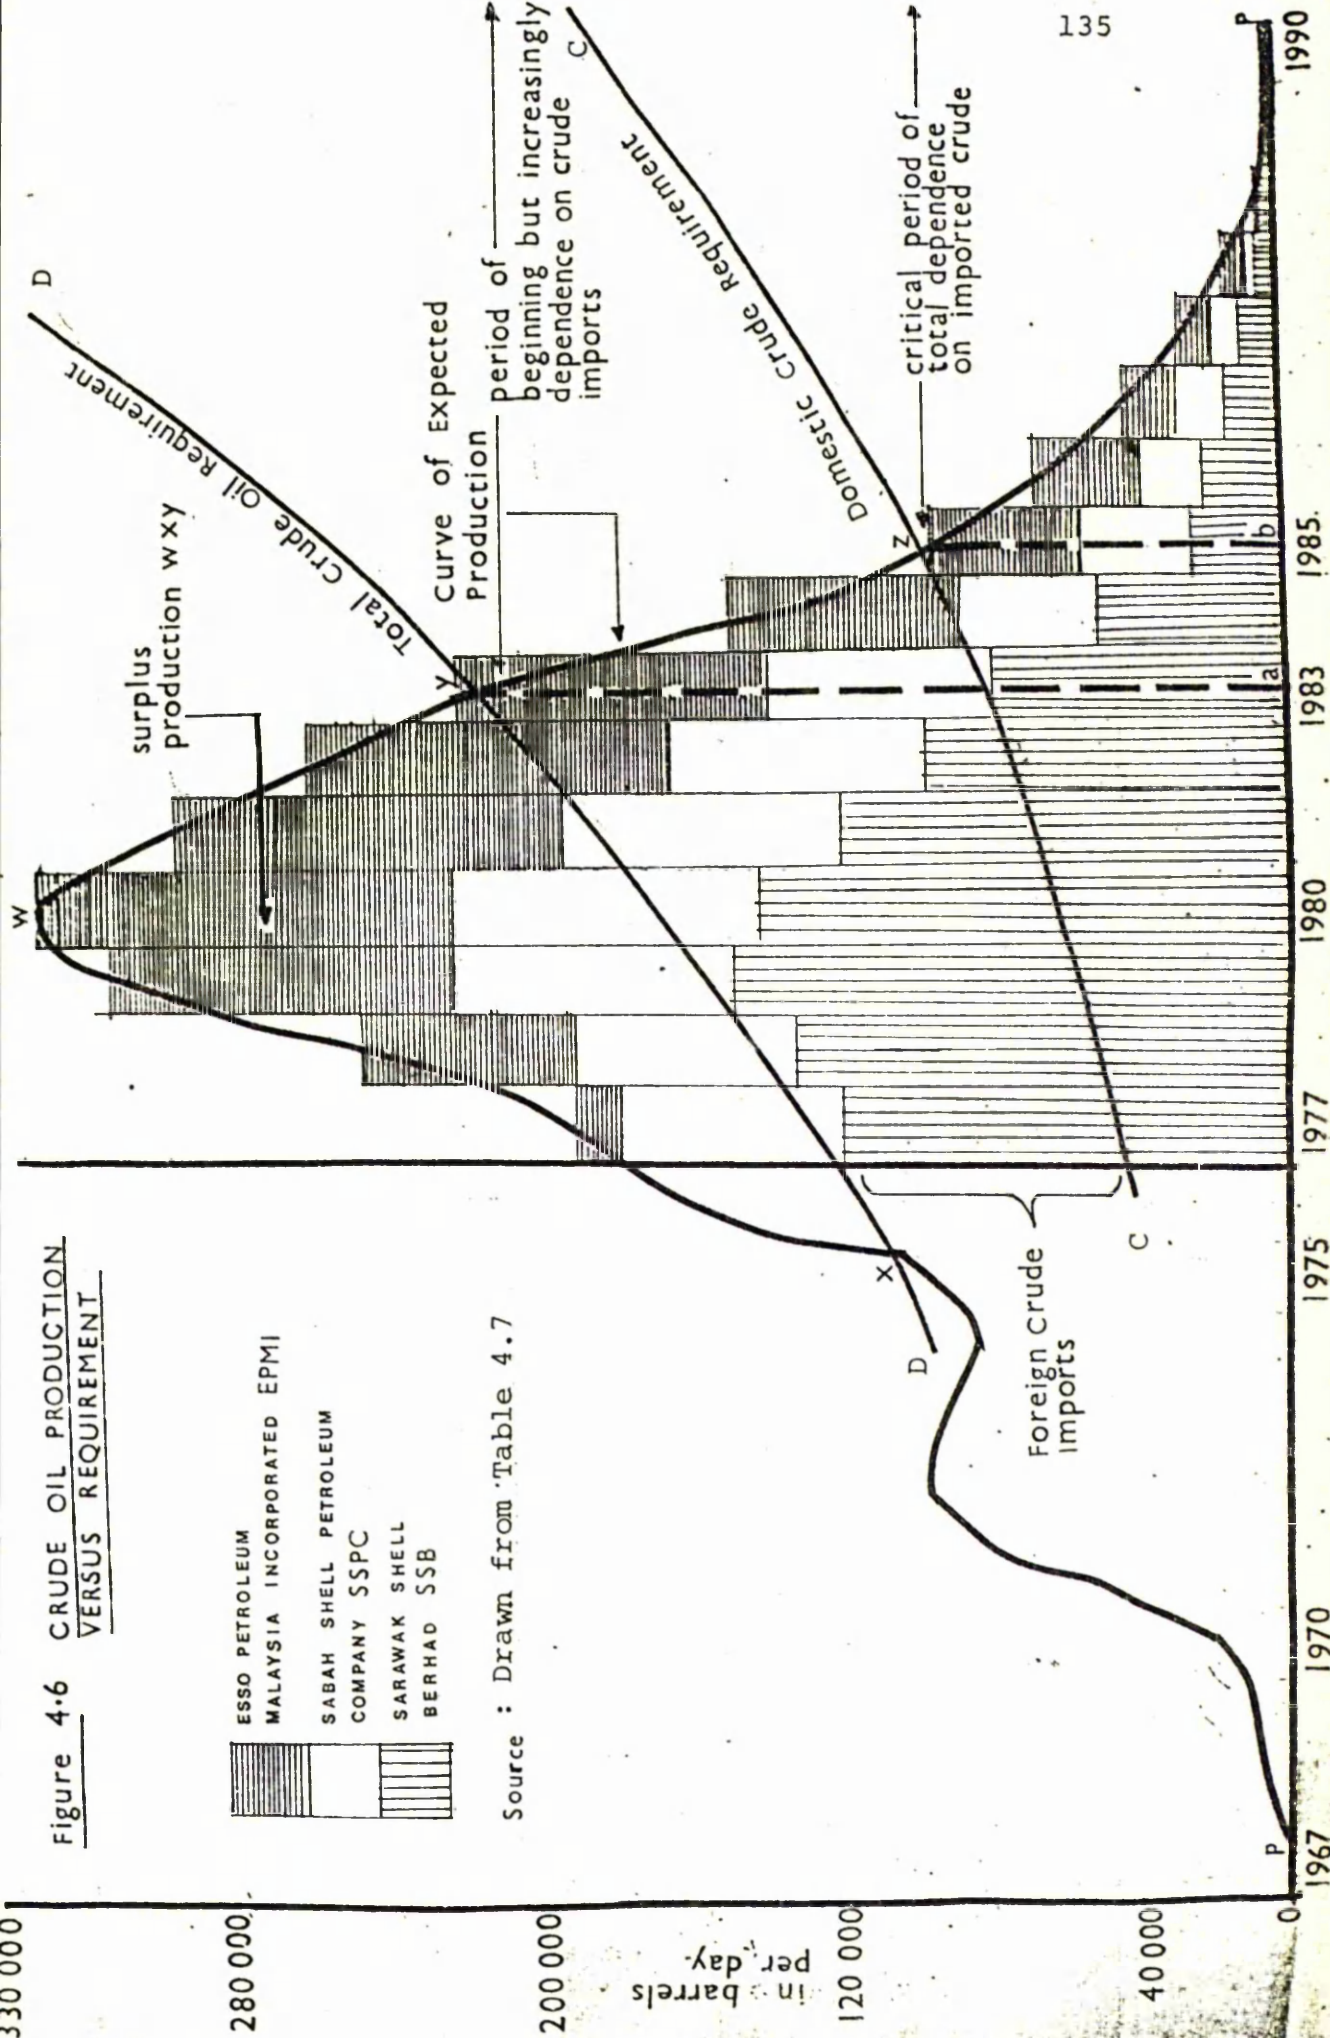 Figure 4.6 CRUDE OIL PRODUCTION
VERSUS REQUIREMENT
ESSO PETROLEUM
MALAYSIA INCORPORATED EPMI
SABAH SHELL PETROLEUM
COMPANY SSPC
SARAWAK SHELL
BERHAD SSB
Source : Drawn from Table 4.7
330 000
280 000
200 000
120 000
40 000
0
in barrels
per day
1967
1970
1975
1977
1980
1983
1985
1990
P
X
W
Y
Z
P
a
b
D
D
C
C
surplus
production wxy
Total Crude Oil Requirement
Curve of Expected
Production
period of
beginning but increasingly
dependence on crude
imports
Domestic Crude Requirement
critical period of
total dependence
on imported crude
Foreign Crude
Imports
135